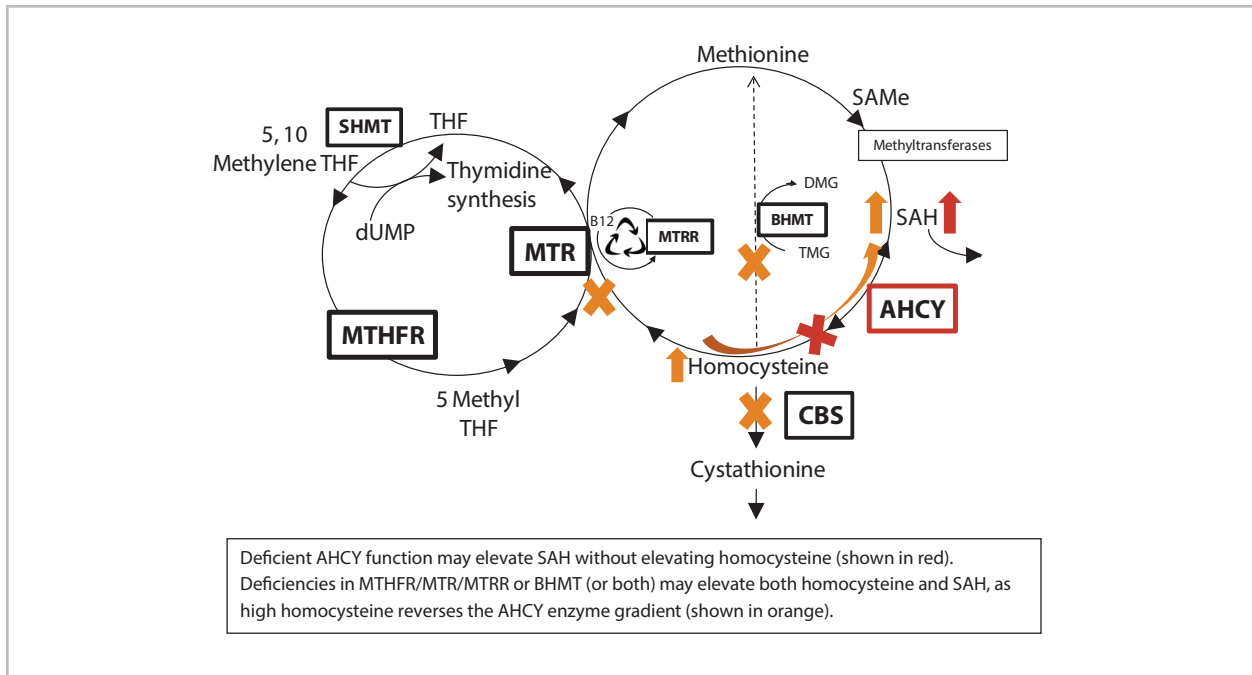 Methionine
SAMe
Methyltransferases
SHMT
THF
5, 10
Methylene THF
Thymidine
synthesis
dUMP
DMG
BHMT
TMG
B12
MTRR
MTR
SAH
AHCY
MTHFR
Homocysteine
5 Methyl
THF
CBS
Cystathionine
Deficient AHCY function may elevate SAH without elevating homocysteine (shown in red).
Deficiencies in MTHFR/MTR/MTRR or BHMT (or both) may elevate both homocysteine and SAH, as
high homocysteine reverses the AHCY enzyme gradient (shown in orange).